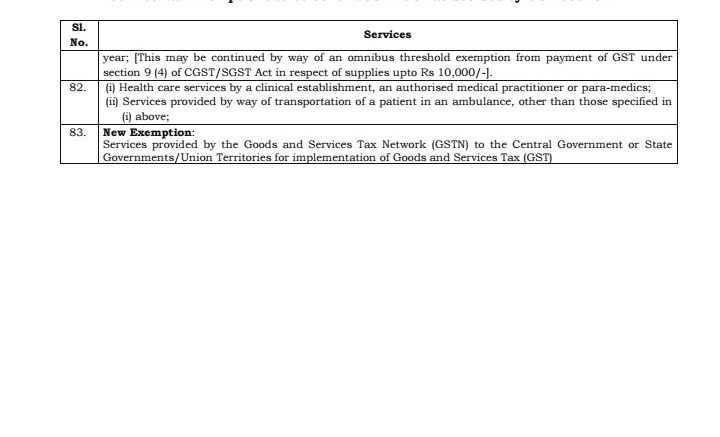 Sl.
No.
Services
year; [This may be continued by way of an omnibus threshold exemption from payment of GST under
section 9 (4) of CGST/SGST Act in respect of supplies upto Rs 10,000/-].
82.
(i) Health care services by a clinical establishment, an authorised medical practitioner or para-medics;
(ii) Services provided by way of transportation of a patient in an ambulance, other than those specified in
(i) above;
83.
New Exemption:
Services provided by the Goods and Services Tax Network (GSTN) to the Central Government or State
Governments/Union Territories for implementation of Goods and Services Tax (GST)